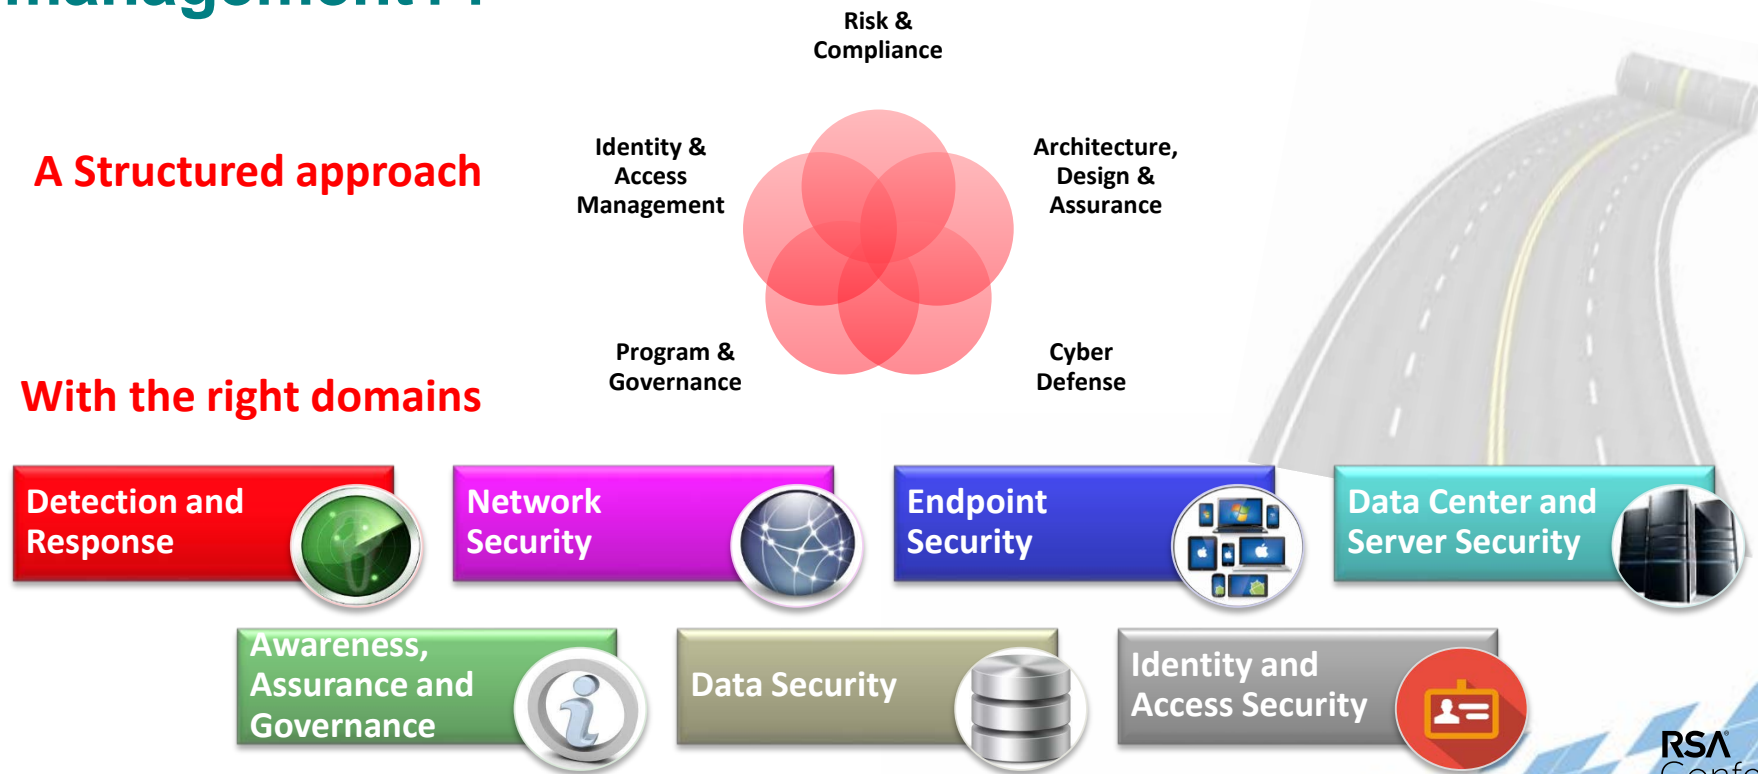 Risk &
Compliance
A Structured approach
Identity &
Access
Management
Architecture,
Design &
Assurance
Program &
Governance
Cyber
Defense
With the right domains
Detection and
Response
Network
Security
Endpoint
Security
Data Center and
Server Security
Awareness,
Assurance and
Governance
Data Security
Identity and
Access Security
RSA